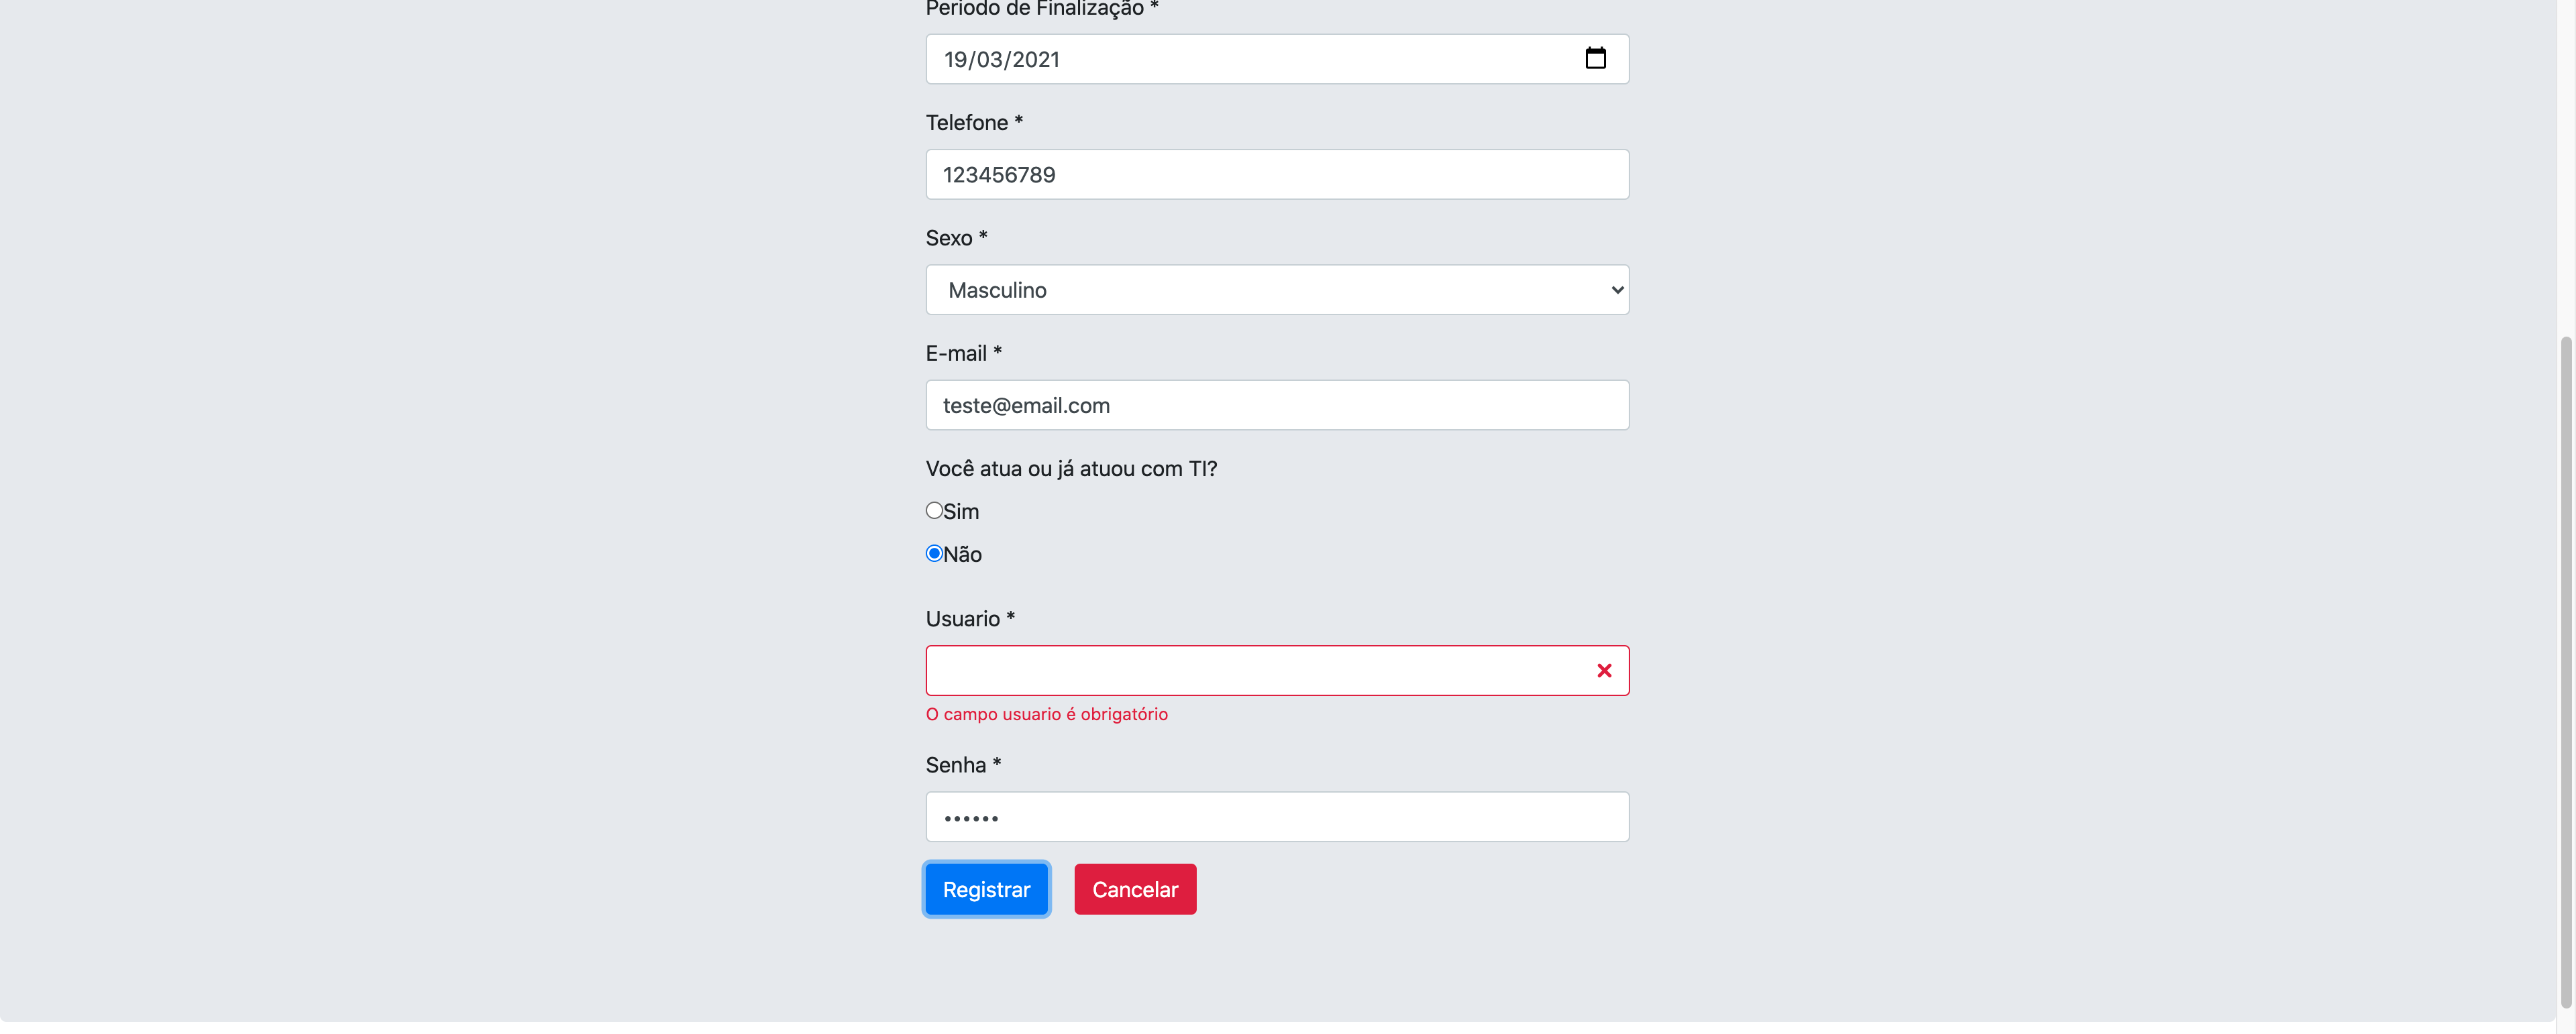 Periodo de Finalização *
19/03/2021
Telefone *
123456789
Sexo *
Masculino
E-mail *
teste@email.com
Você atua ou já atuou com TI?
Sim
Não
Usuario *
O campo usuario é obrigatório
Senha *
••••••
Registrar Cancelar